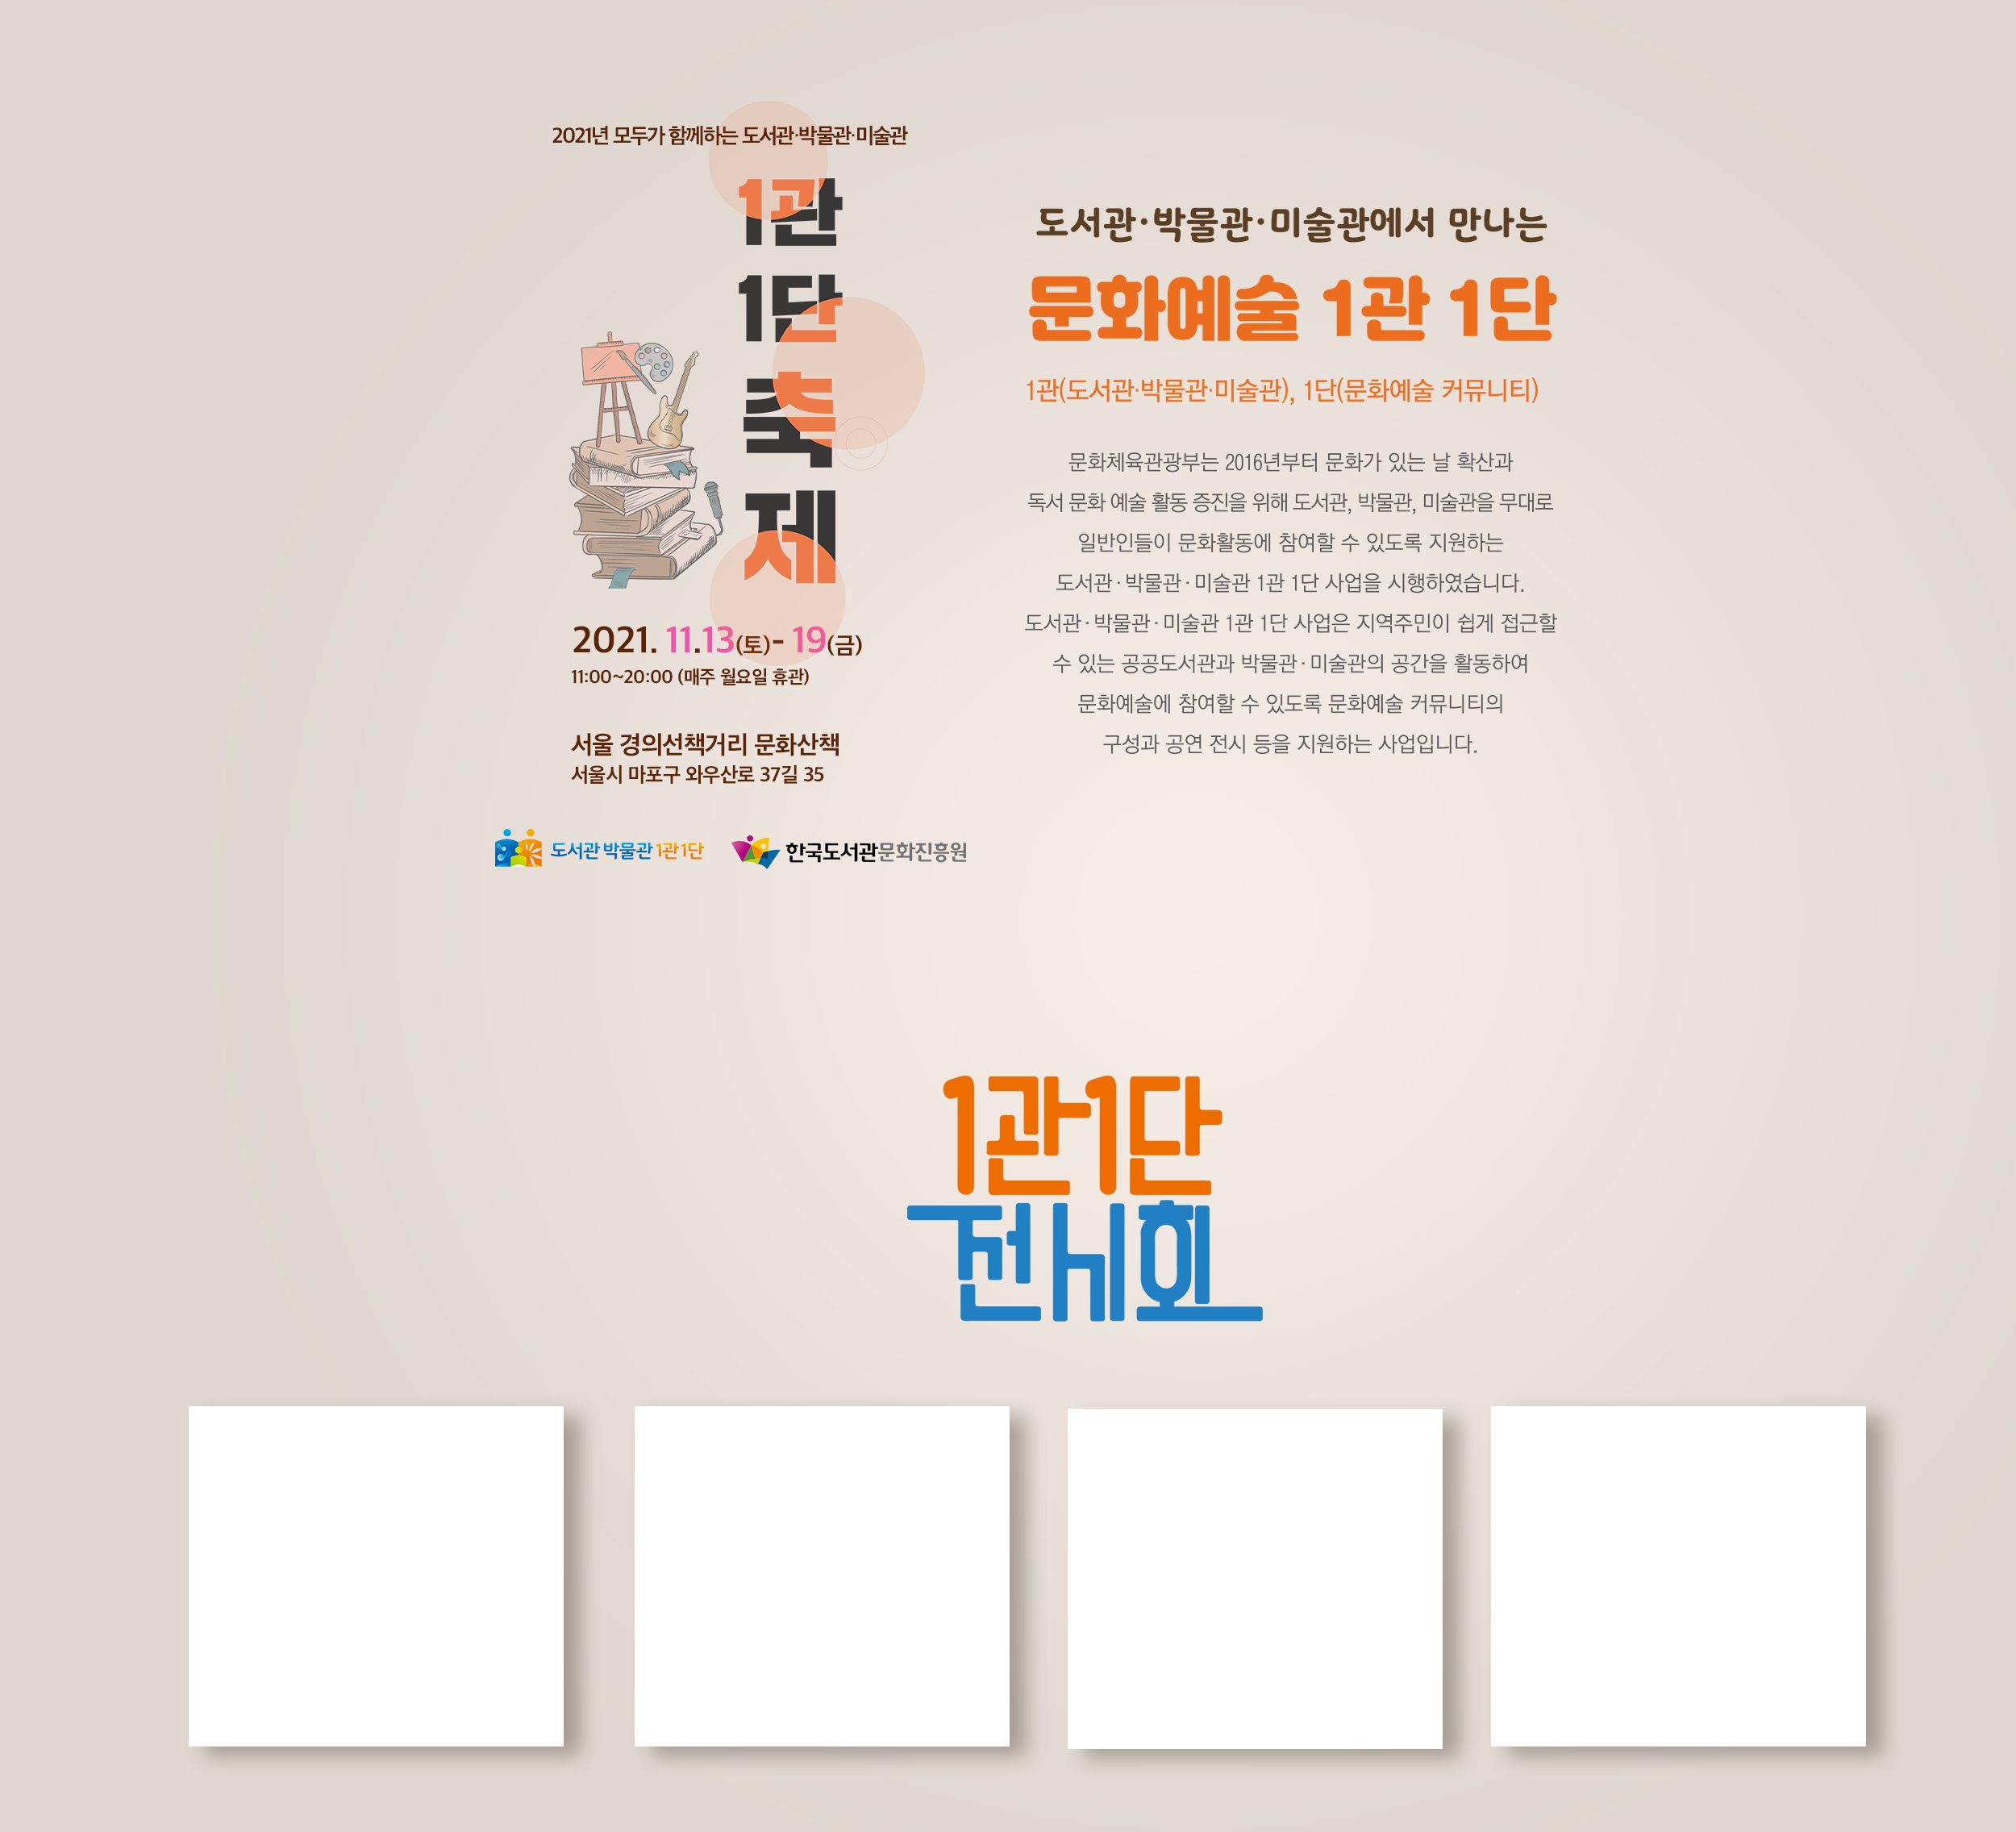 2021년 모두가 함께하는 도서관·박물관·미술관
1관
1단
축
제
2021. 11.13(토)- 19(금)
11:00~20:00 (매주 월요일 휴관)
서울 경의선책거리 문화산책
서울시 마포구 와우산로 37길 35
도서관 박물관 1관1단
한국도서관문화진흥원
도서관·박물관·미술관에서 만나는
문화예술 1관 1단
1관(도서관·박물관·미술관), 1단(문화예술 커뮤니티)
문화체육관광부는 2016년부터 문화가 있는 날 확산과
독서 문화 예술 활동 증진을 위해 도서관, 박물관, 미술관을 무대로
일반인들이 문화활동에 참여할 수 있도록 지원하는
도서관·박물관·미술관 1관 1단 사업을 시행하였습니다.
도서관·박물관·미술관 1관 1단 사업은 지역주민이 쉽게 접근할
수 있는 공공도서관과 박물관·미술관의 공간을 활동하여
문화예술에 참여할 수 있도록 문화예술 커뮤니티의
구성과 공연 전시 등을 지원하는 사업입니다.
1관1단
전시회